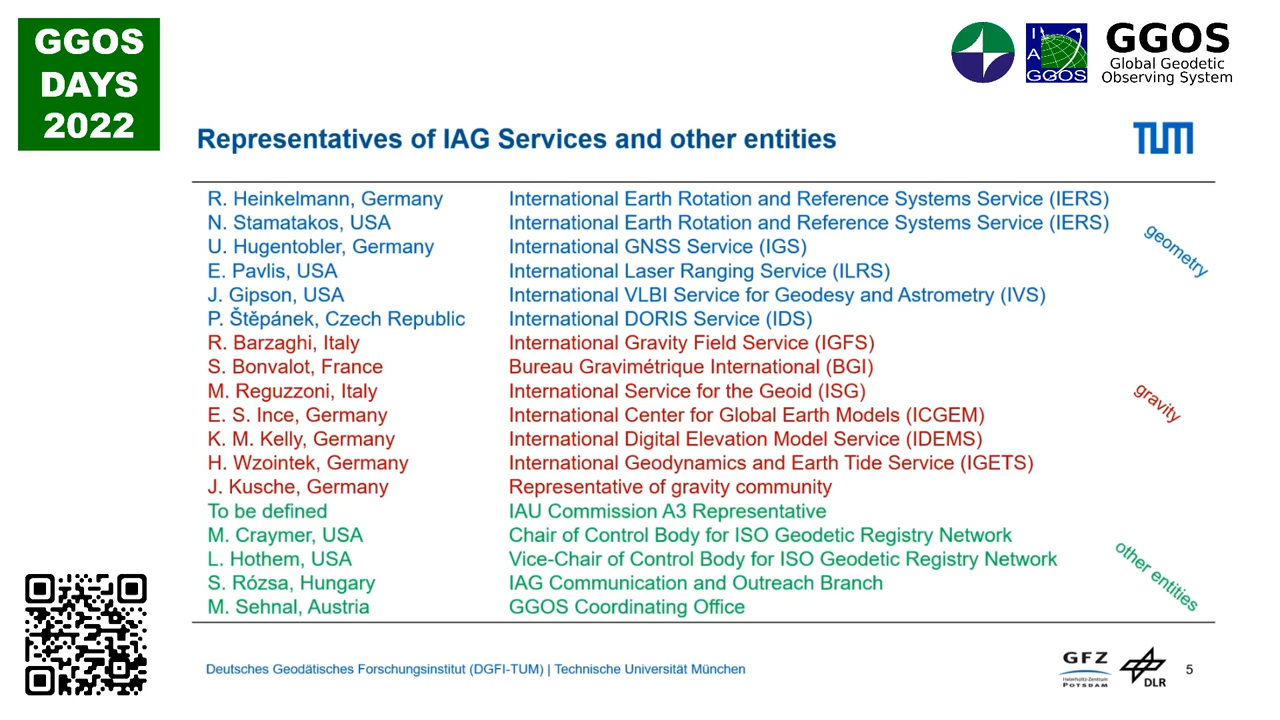 GGOS
DAYS
2022
I
A
G
GGOS
GGOS
Global Geodetic
Observing System
Representatives of IAG Services and other entities
TUM
R. Heinkelmann, Germany International Earth Rotation and Reference Systems Service (IERS)
N. Stamatakos, USA International Earth Rotation and Reference Systems Service (IERS)
U. Hugentobler, Germany International GNSS Service (IGS)
E. Pavlis, USA International Laser Ranging Service (ILRS)
J. Gipson, USA International VLBI Service for Geodesy and Astrometry (IVS)
P. Štěpánek, Czech Republic International DORIS Service (IDS)
geometry
R. Barzaghi, Italy International Gravity Field Service (IGFS)
S. Bonvalot, France Bureau Gravimétrique International (BGI)
M. Reguzzoni, Italy International Service for the Geoid (ISG)
E. S. Ince, Germany International Center for Global Earth Models (ICGEM)
K. M. Kelly, Germany International Digital Elevation Model Service (IDEMS)
H. Wzointek, Germany International Geodynamics and Earth Tide Service (IGETS)
J. Kusche, Germany Representative of gravity community
gravity
To be defined IAU Commission A3 Representative
M. Craymer, USA Chair of Control Body for ISO Geodetic Registry Network
L. Hothem, USA Vice-Chair of Control Body for ISO Geodetic Registry Network
S. Rózsa, Hungary IAG Communication and Outreach Branch
M. Sehnal, Austria GGOS Coordinating Office
other entities
Deutsches Geodätisches Forschungsinstitut (DGFI-TUM) | Technische Universität München
GFZ
Helmholtz-Zentrum
POTSDAM
DLR
5